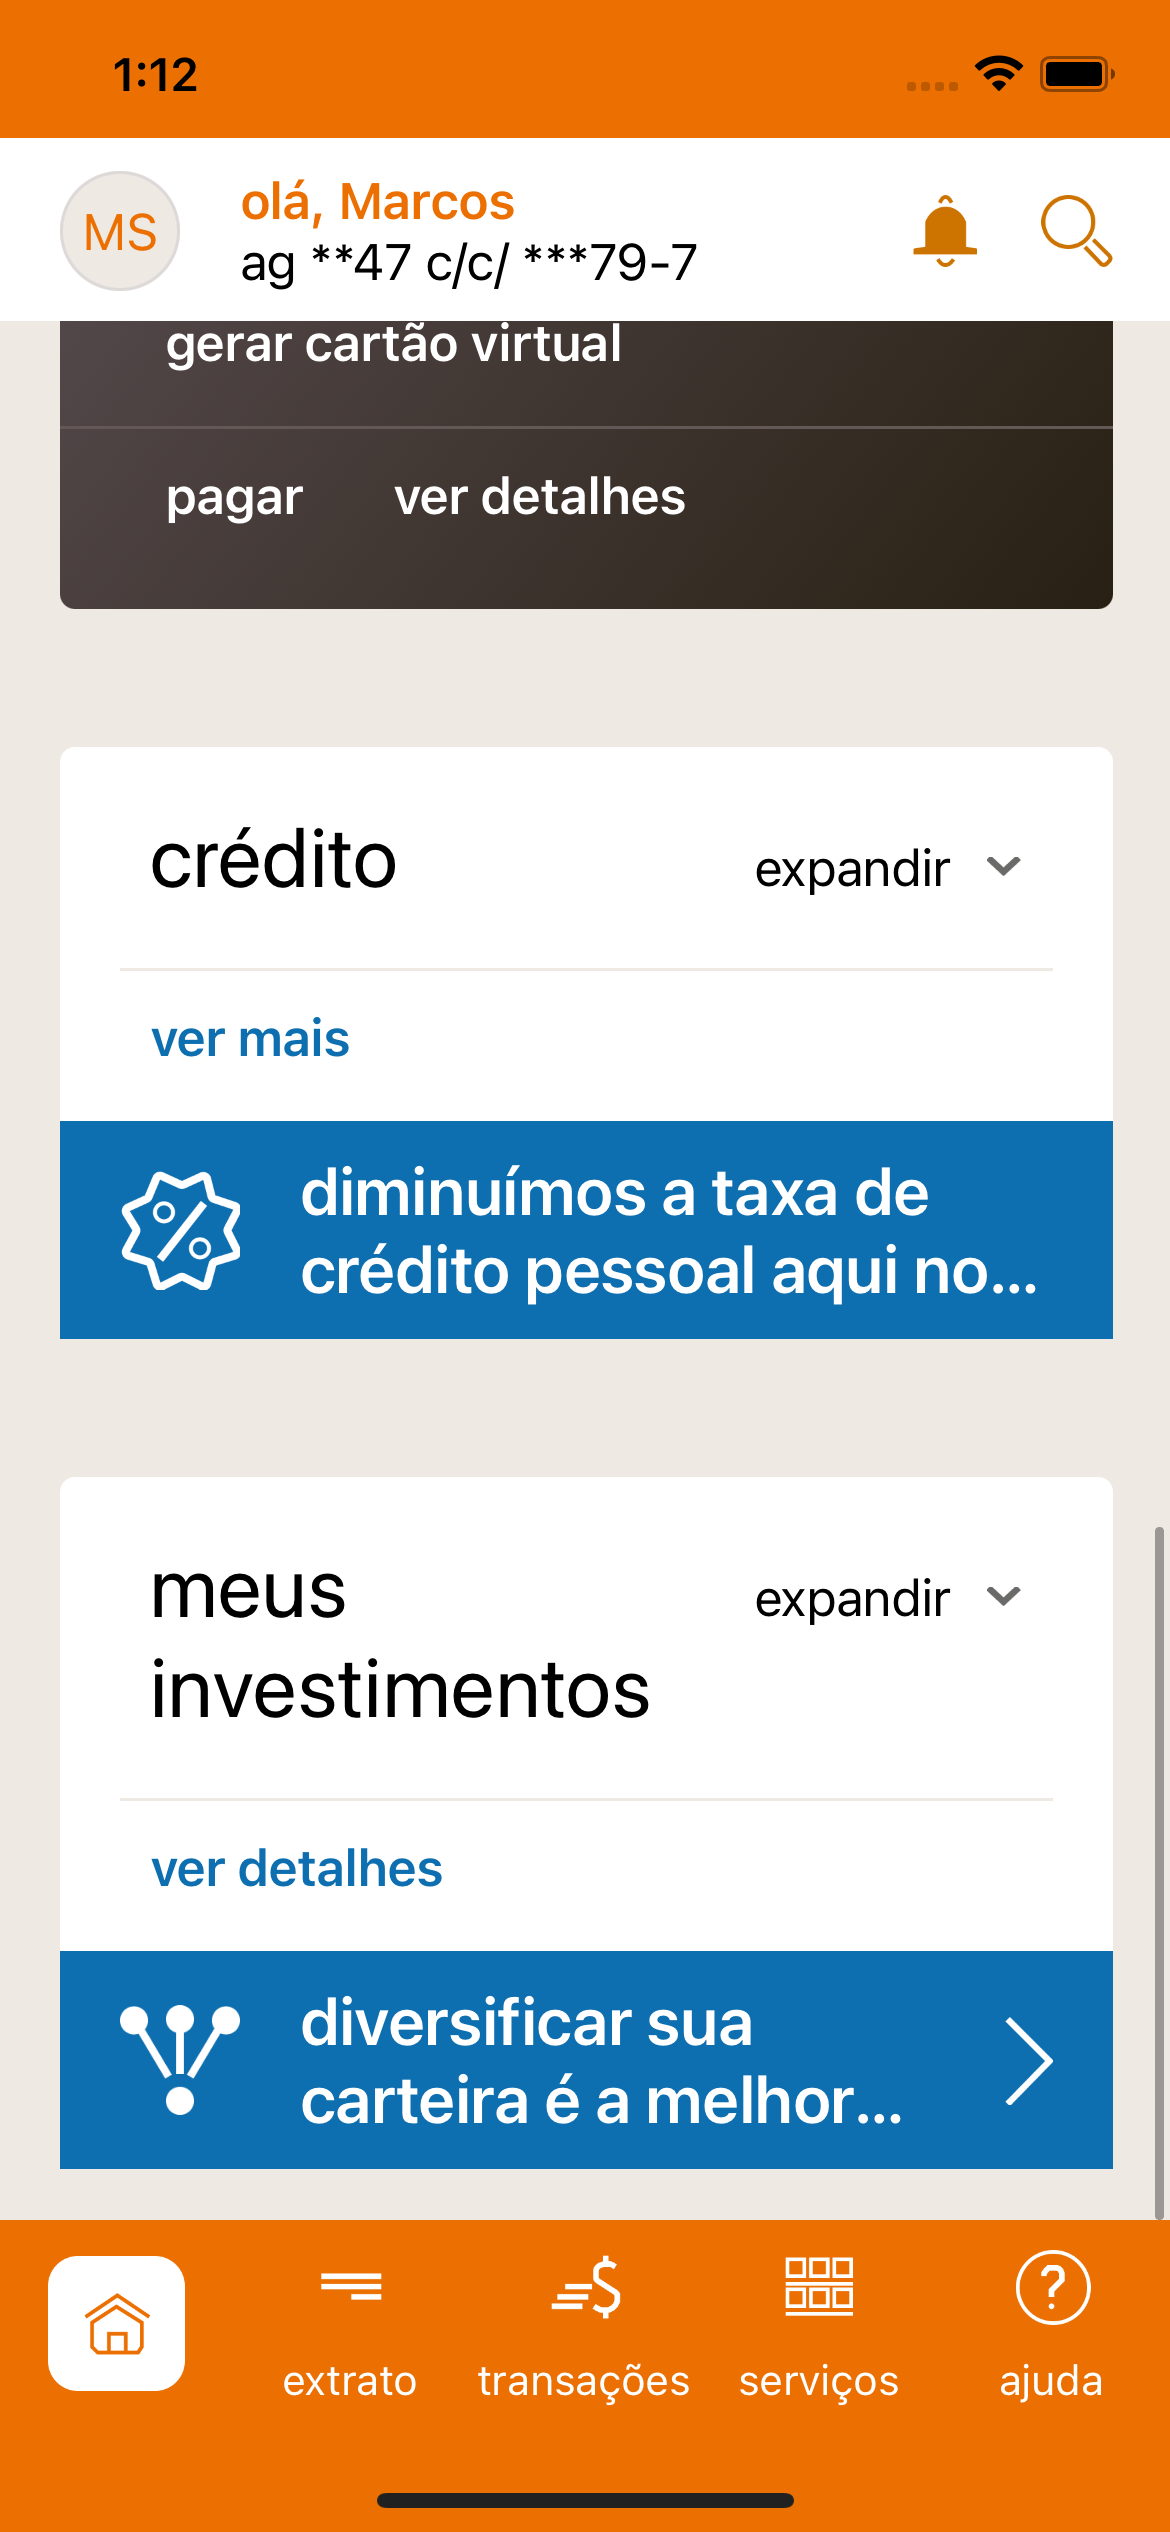 1:12
MS
olá, Marcos
ag **47 c/c/ ***79-7
gerar cartão virtual
pagar ver detalhes
crédito expandir
ver mais
diminuímos a taxa de
crédito pessoal aqui no...
meus expandir
investimentos
ver detalhes
diversificar sua
carteira é a melhor...
extrato transações serviços ajuda